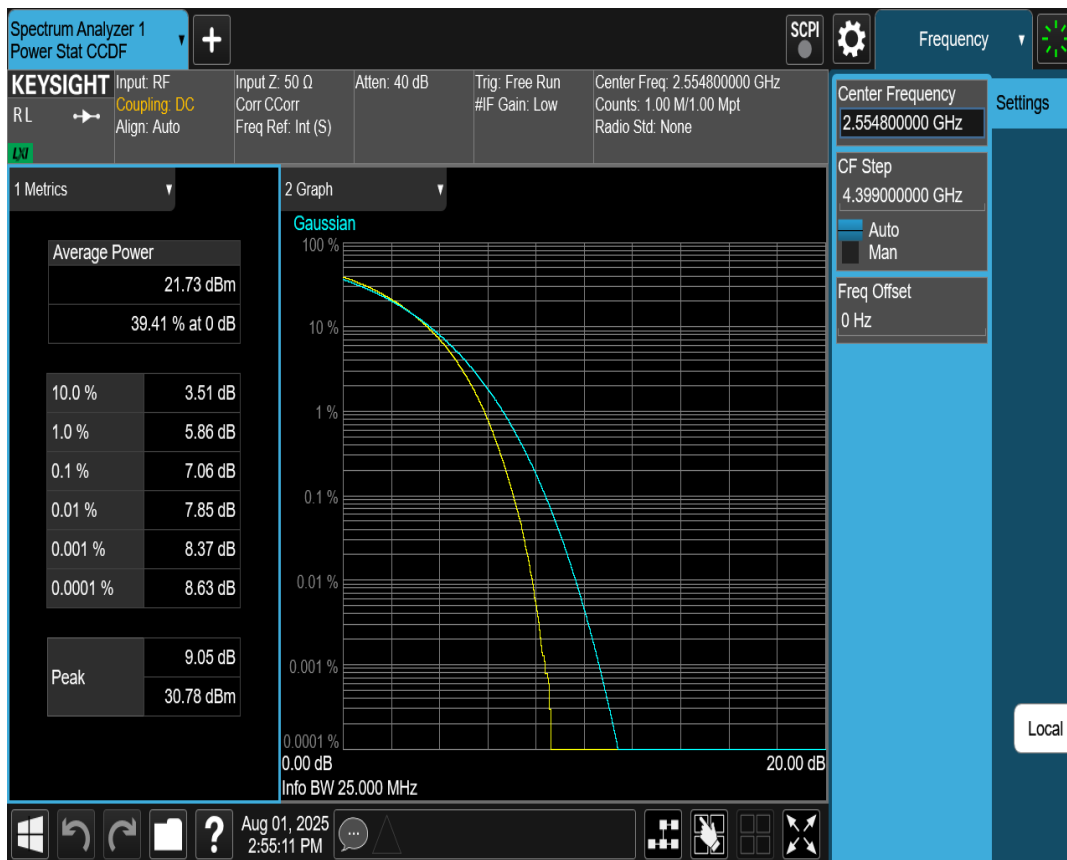 Spectrum Analyzer 1
Power Stat CCDF
SCPI
Frequency
KEYSIGHT
RL
LXI
Input: RF
Coupling: DC
Align: Auto
Input Z: 50 Ω
Corr CCorr
Freq Ref: Int (S)
Atten: 40 dB
Trig: Free Run
#IF Gain: Low
Center Freq: 2.554800000 GHz
Counts: 1.00 M/1.00 Mpt
Radio Std: None
Center Frequency
2.554800000 GHz
Settings
CF Step
4.399000000 GHz
Auto
Man
Freq Offset
0 Hz
Local
1 Metrics
Average Power
21.73 dBm
39.41 % at 0 dB
10.0 % 3.51 dB
1.0 % 5.86 dB
0.1 % 7.06 dB
0.01 % 7.85 dB
0.001 % 8.37 dB
0.0001 % 8.63 dB
Peak
9.05 dB
30.78 dBm
2 Graph
Gaussian
100 %
10 %
1 %
0.1 %
0.01 %
0.001 %
0.0001 %
0.00 dB 20.00 dB
Info BW 25.000 MHz
?
Aug 01, 2025
2:55:11 PM